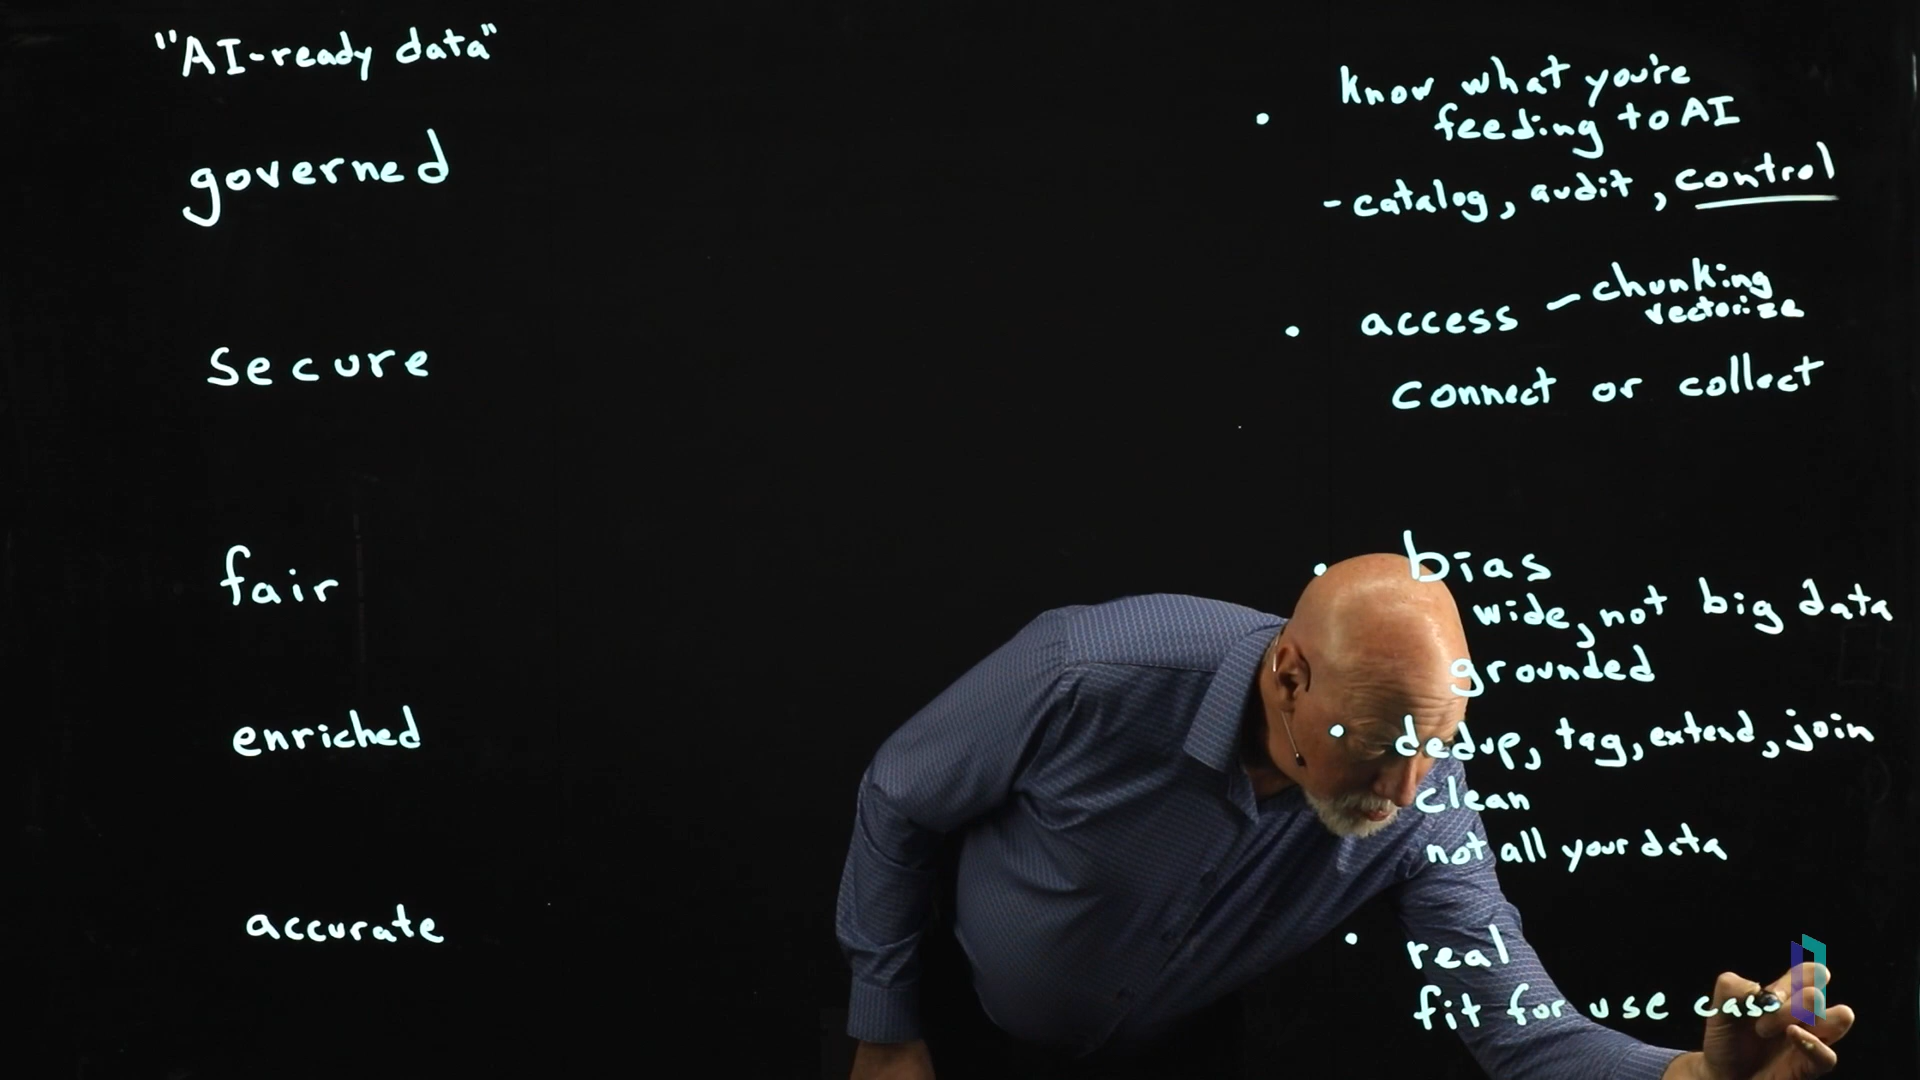 "AI-ready data"
governed
secure
fair
enriched
accurate
• Know what you're
feeding to AI
- catalog, audit, control
• access - chunking
vectorize
connect or collect
• bias
wide, not big data
grounded
• dedup, tag, extend, join
clean
not all your data
• real
fit for use case